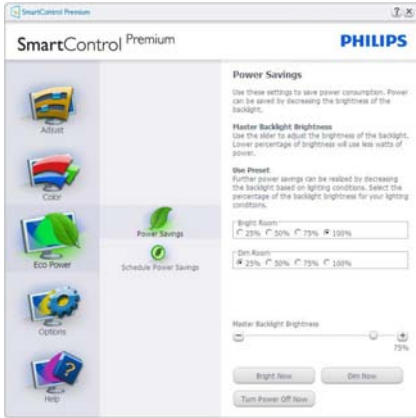 SmartControl Premium
? X
SmartControl Premium
PHILIPS
Adjust
Color
Eco Power
Options
Help
Power Savings
Schedule Power Savings
Power Savings
Use these settings to save power consumption. Power
can be saved by decreasing the brightness of the
backlight.
Master Backlight Brightness
Use the slider to adjust the brightness of the backlight.
Lower percentage of brightness will use less watts of
power.
Use Preset
Further power savings can be realized by decreasing
the backlight based on lighting conditions. Select the
percentage of the backlight brightness for your lighting
conditions.
Bright Room
25% 50% 75% 100%
Dim Room
25% 50% 75% 100%
Master Backlight Brightness
75%
Bright Now Dim Now
Turn Power Off Now